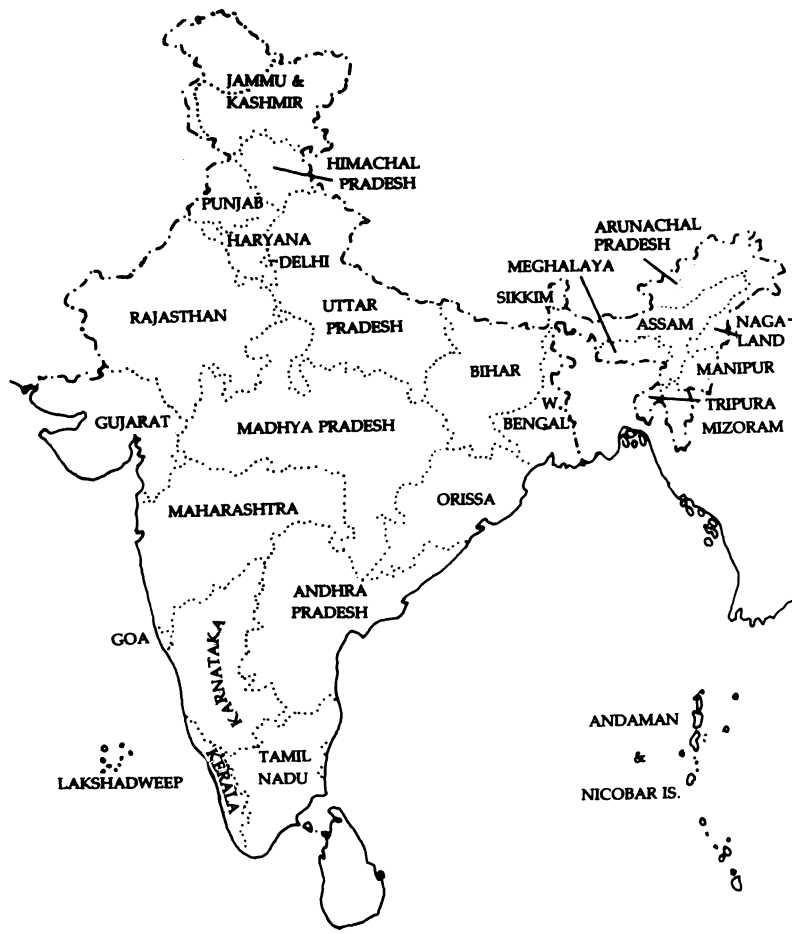 JAMMU &
KASHMIR
HIMACHAL
PRADESH
PUNJAB
HARYANA
DELHI
ARUNACHAL
PRADESH
MEGHALAYA
SIKKIM
RAJASTHAN
UTTAR
PRADESH
ASSAM
NAGA-
LAND
BIHAR
MANIPUR
GUJARAT
MADHYA PRADESH
W.
BENGAL
TRIPURA
MIZORAM
MAHARASHTRA
ORISSA
ANDHRA
PRADESH
GOA
KARNATAKA
ANDAMAN
&
NICOBAR IS.
LAKSHADWEEP
KERALA
TAMIL
NADU